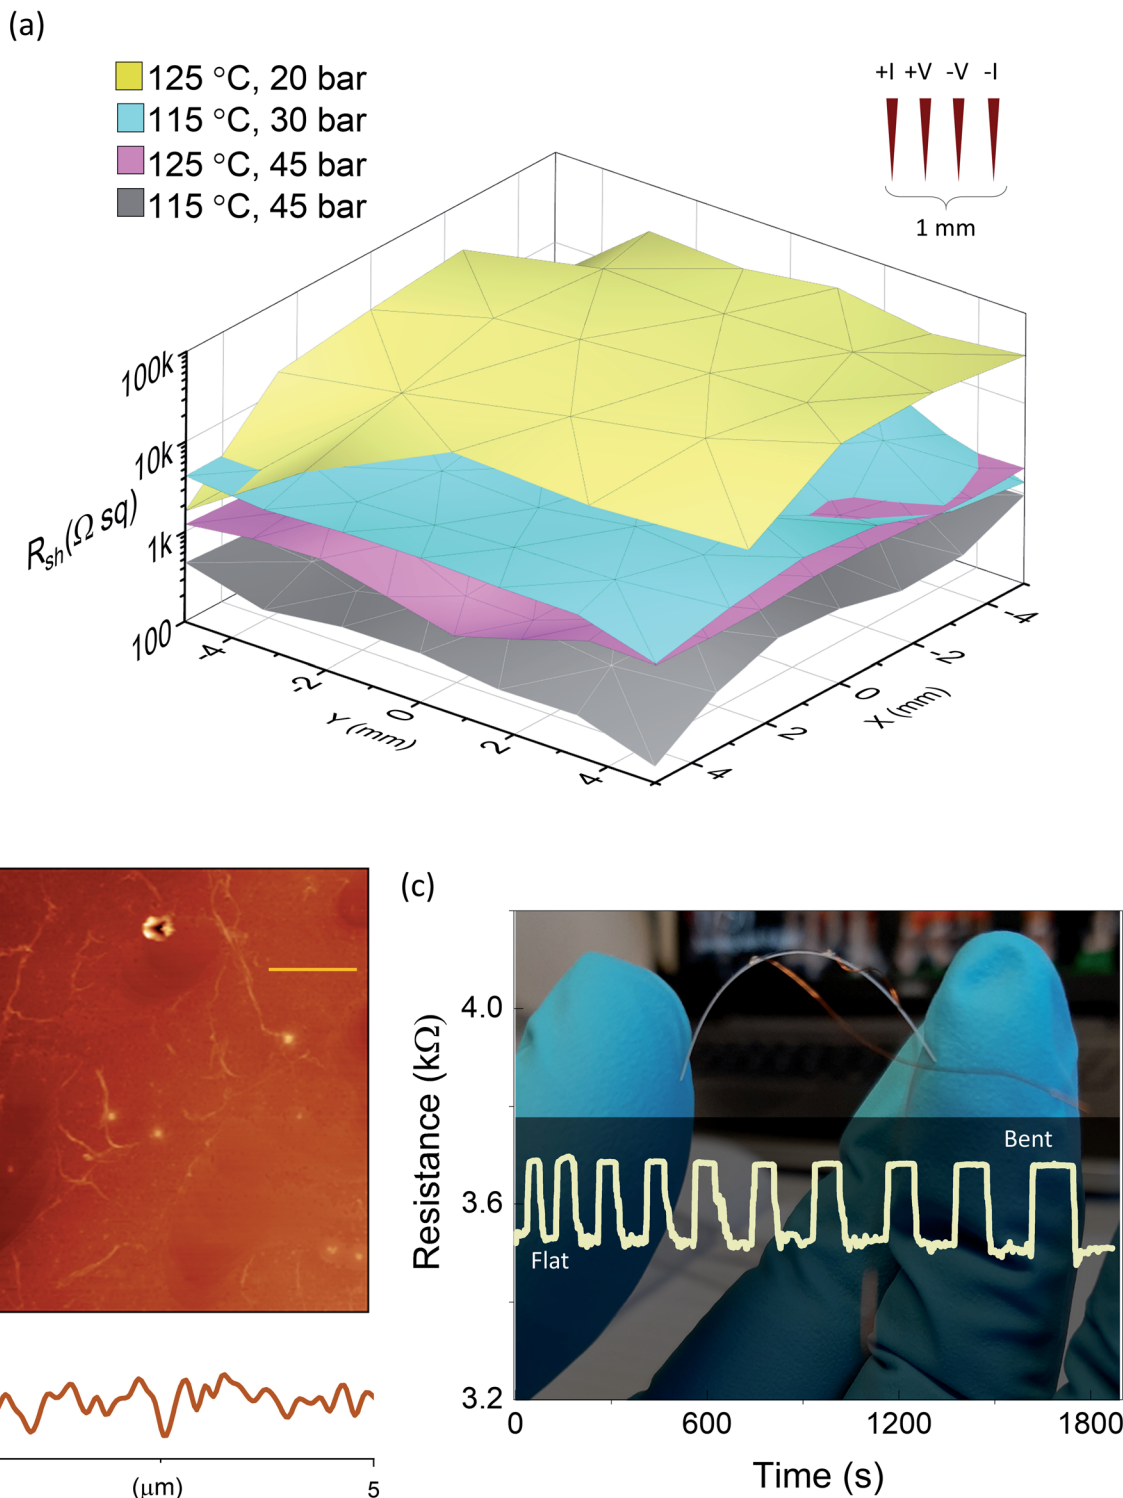 (a)
125 °C, 20 bar
115 °C, 30 bar
125 °C, 45 bar
115 °C, 45 bar
+I +V -V -I
1 mm
100k
10k
1k
100
Rsh(Ω sq)
-4
-2
0
2
4
Y (mm)
-4
-2
0
2
4
X (mm)
(c)
4.0
3.6
3.2
Resistance (kΩ)
Bent
Flat
0 600 1200 1800
Time (s)
(μm)
5